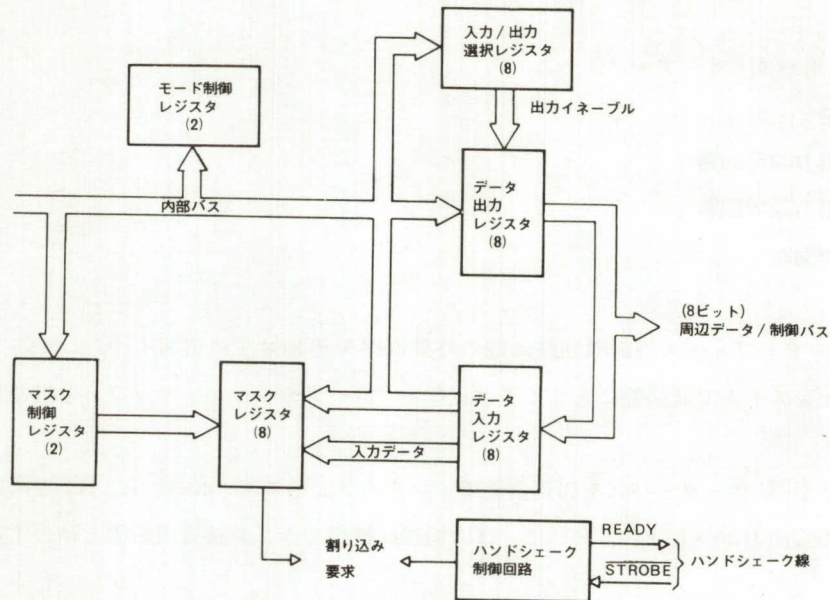 入力/出力
選択レジスタ
(8)
モード制御
レジスタ
(2)
出力イネーブル
内部バス
データ
出力
レジスタ
(8)
(8ビット)
周辺データ/制御バス
マスク
制御
レジスタ
(2)
マスク
レジスタ
(8)
入力データ
データ
入力
レジスタ
(8)
割り込み
要求
ハンドシェーク
制御回路
READY
STROBE
ハンドシェーク線